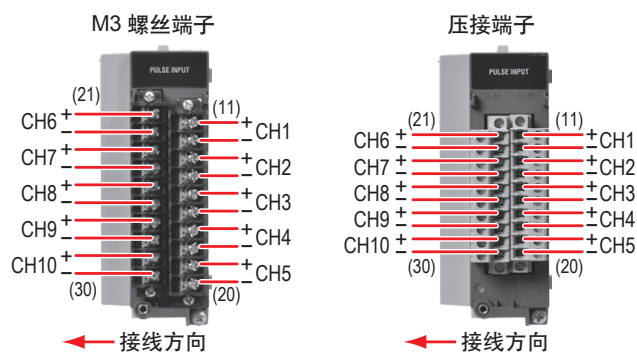 M3 螺丝端子
PULSE INPUT
(21)
(11)
CH6 +
−
CH7 +
−
CH8 +
−
CH9 +
−
CH10 +
−
+ CH1
−
+ CH2
−
+ CH3
−
+ CH4
−
+ CH5
−
(30)
(20)
接线方向
压接端子
PULSE INPUT
(21)
(11)
CH6 +
−
CH7 +
−
CH8 +
−
CH9 +
−
CH10 +
−
+ CH1
−
+ CH2
−
+ CH3
−
+ CH4
−
+ CH5
−
(30)
(20)
接线方向